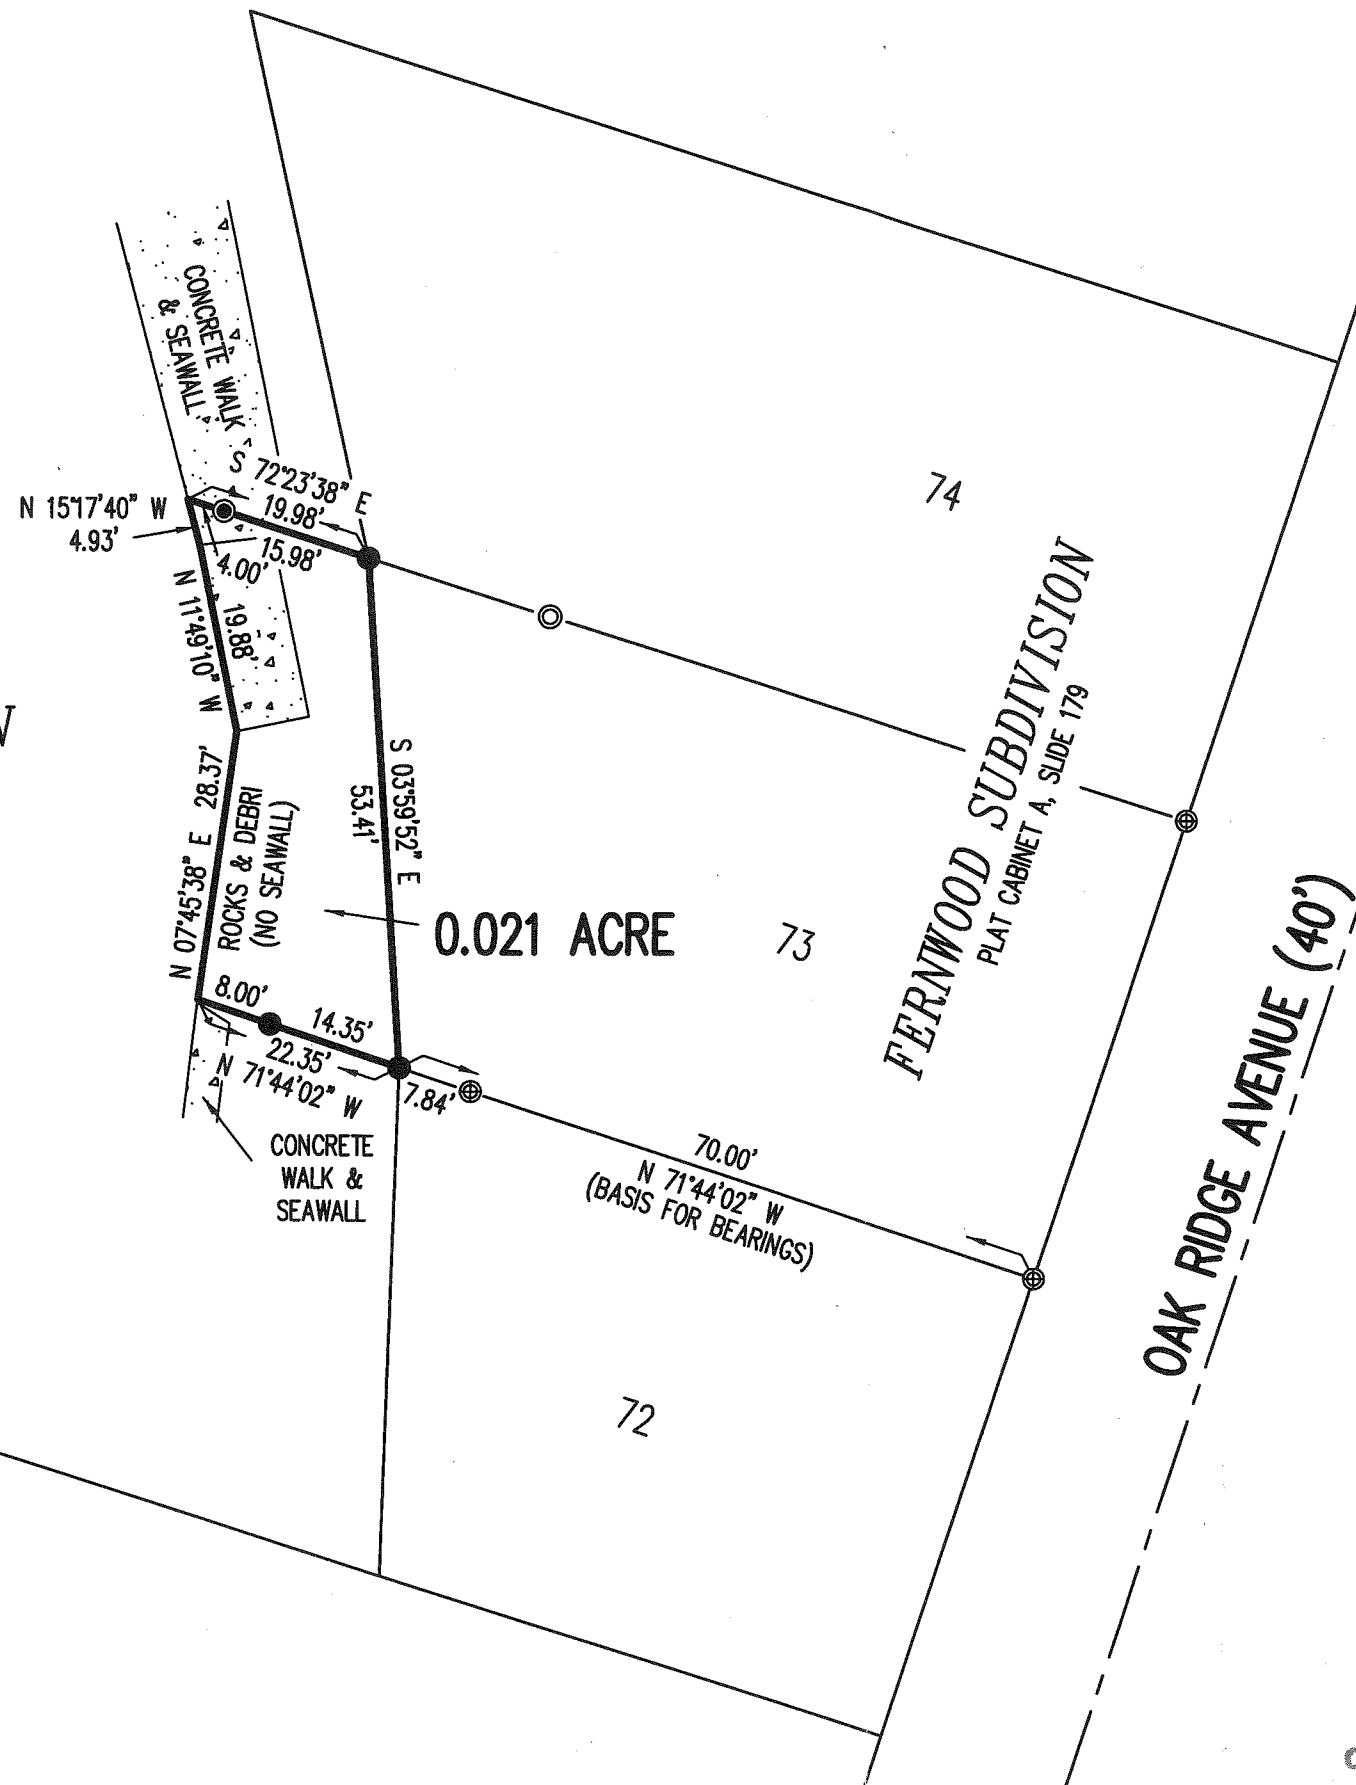 CONCRETE WALK
& SEAWALL
S 72°23'38" E
19.98'
15.98'
4.00'
N 15°17'40" W
4.93'
N 11°49'10" W
19.88'
74
FERNWOOD SUBDIVISION
PLAT CABINET A, SLIDE 179
N 07°45'38" E 28.37'
ROCKS & DEBRI
(NO SEAWALL)
S 03°59'52" E
53.41'
0.021 ACRE
73
8.00'
14.35'
22.35'
N 71°44'02" W
7.84'
CONCRETE
WALK &
SEAWALL
70.00'
N 71°44'02" W
(BASIS FOR BEARINGS)
OAK RIDGE AVENUE (40')
72